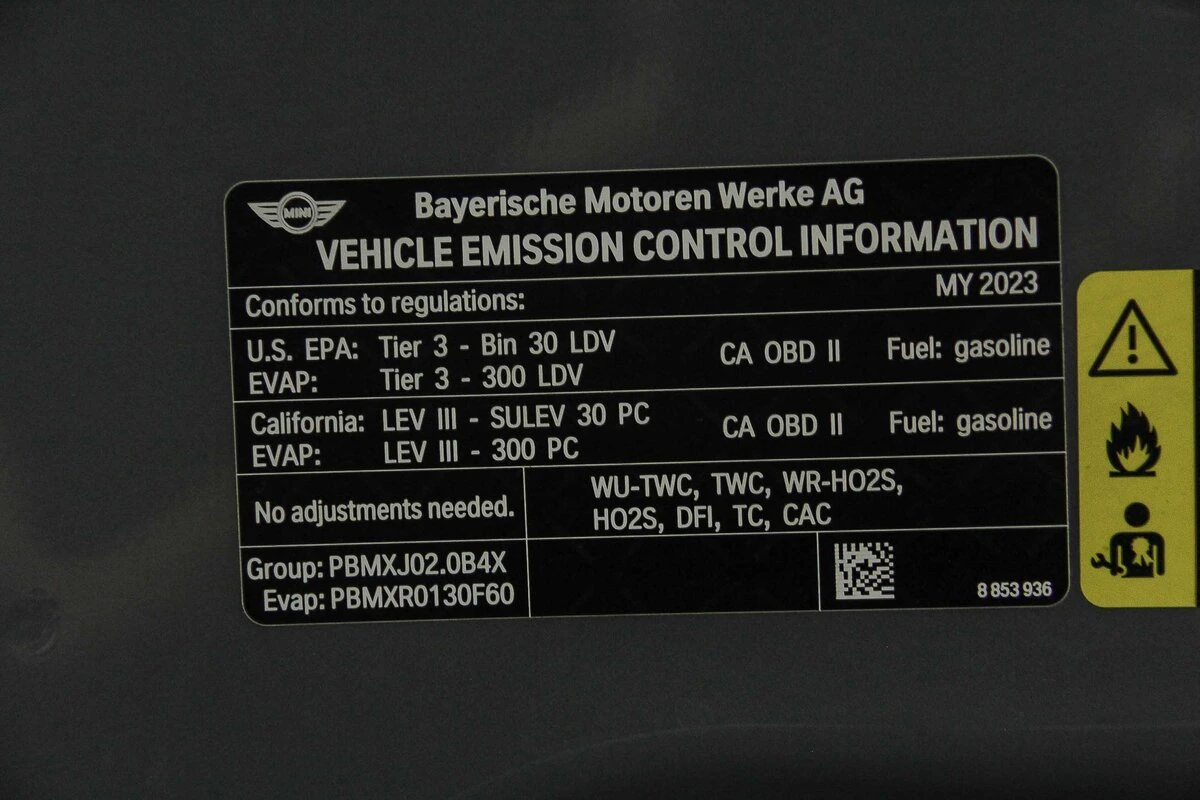 MINI
Bayerische Motoren Werke AG
VEHICLE EMISSION CONTROL INFORMATION
Conforms to regulations: MY 2023
U.S. EPA: Tier 3 - Bin 30 LDV CA OBD II Fuel: gasoline
EVAP: Tier 3 - 300 LDV
California: LEV III - SULEV 30 PC CA OBD II Fuel: gasoline
EVAP: LEV III - 300 PC
No adjustments needed.
WU-TWC, TWC, WR-HO2S,
HO2S, DFI, TC, CAC
Group: PBMXJ02.0B4X
Evap: PBMXR0130F60
8 853 936